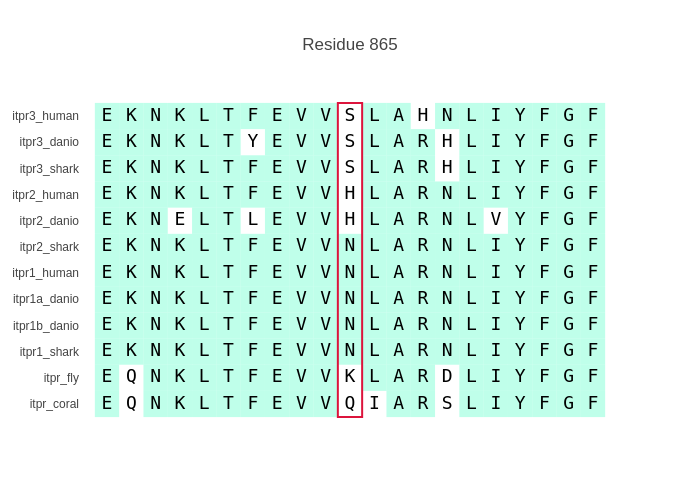 Residue 865
itpr3_human E K N K L T F E V V S L A H N L I Y F G F
itpr3_danio E K N K L T Y E V V S L A R H L I Y F G F
itpr3_shark E K N K L T F E V V S L A R H L I Y F G F
itpr2_human E K N K L T F E V V H L A R N L I Y F G F
itpr2_danio E K N E L T L E V V H L A R N L V Y F G F
itpr2_shark E K N K L T F E V V N L A R N L I Y F G F
itpr1_human E K N K L T F E V V N L A R N L I Y F G F
itpr1a_danio E K N K L T F E V V N L A R N L I Y F G F
itpr1b_danio E K N K L T F E V V N L A R N L I Y F G F
itpr1_shark E K N K L T F E V V N L A R N L I Y F G F
itpr_fly E Q N K L T F E V V K L A R D L I Y F G F
itpr_coral E Q N K L T F E V V Q I A R S L I Y F G F